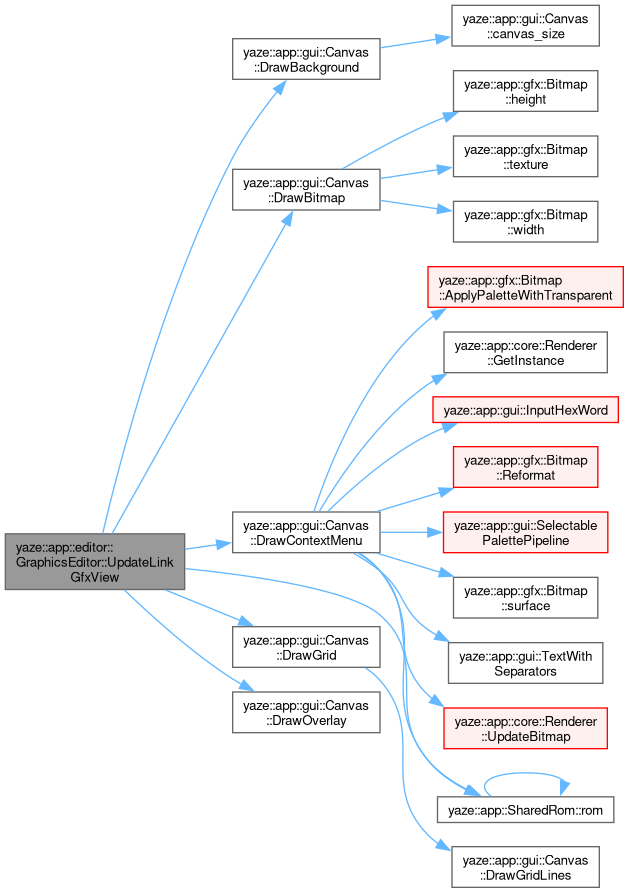 yaze::app::gui::Canvas
::canvas_size
yaze::app::gui::Canvas
::DrawBackground
yaze::app::gfx::Bitmap
::height
yaze::app::gfx::Bitmap
::texture
yaze::app::gui::Canvas
::DrawBitmap
yaze::app::gfx::Bitmap
::width
yaze::app::gfx::Bitmap
::ApplyPaletteWithTransparent
yaze::app::core::Renderer
::GetInstance
yaze::app::gui::InputHexWord
yaze::app::gfx::Bitmap
::Reformat
yaze::app::gui::Canvas
::DrawContextMenu
yaze::app::gui::Selectable
PalettePipeline
yaze::app::editor::
GraphicsEditor::UpdateLink
GfxView
yaze::app::gfx::Bitmap
::surface
yaze::app::gui::Canvas
::DrawGrid
yaze::app::gui::TextWith
Separators
yaze::app::gui::Canvas
::DrawOverlay
yaze::app::core::Renderer
::UpdateBitmap
yaze::app::SharedRom::rom
yaze::app::gui::Canvas
::DrawGridLines